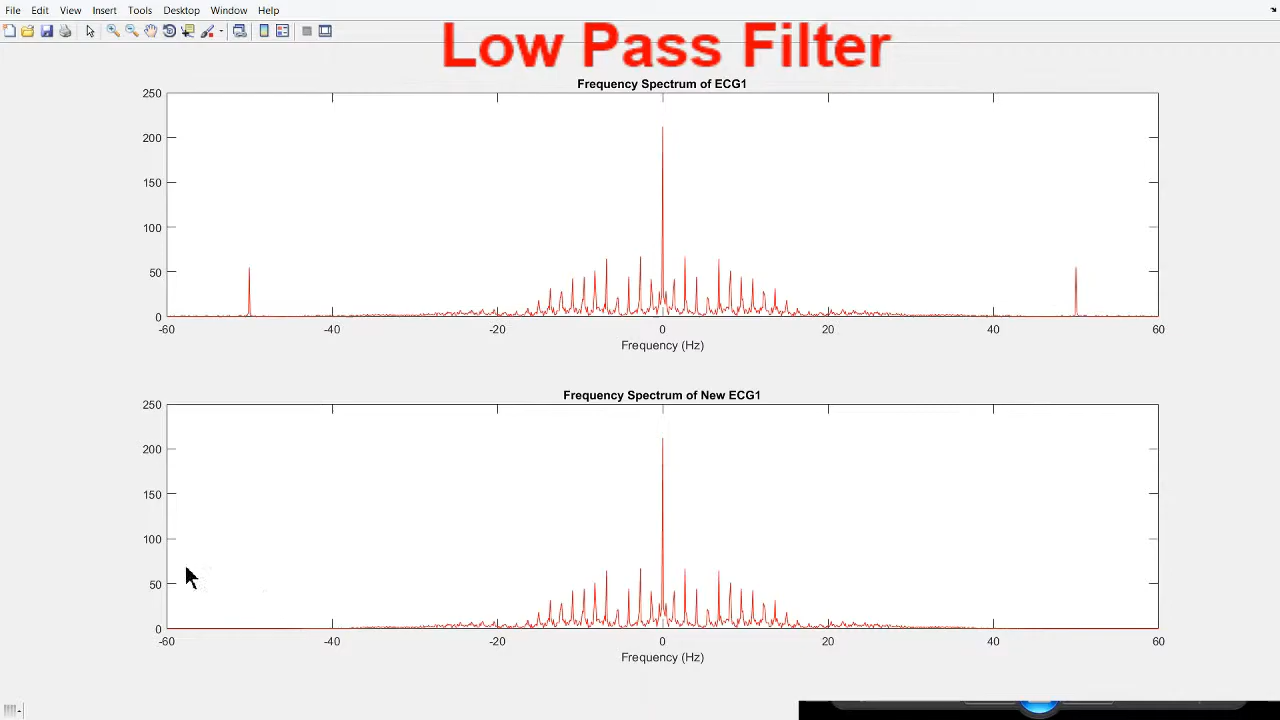 File Edit View Insert Tools Desktop Window Help
Low Pass Filter
Frequency Spectrum of ECG1
250
200
150
100
50
0
-60 -40 -20 0 20 40 60
Frequency (Hz)
Frequency Spectrum of New ECG1
250
200
150
100
50
0
-60 -40 -20 0 20 40 60
Frequency (Hz)